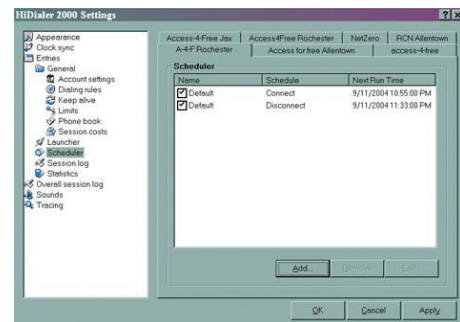 HiDialer 2000 Settings
Appearance
Clock sync
Entries
General
Account settings
Dialing rules
Keep alive
Limits
Phone book
Session costs
Launcher
Scheduler
Session log
Statistics
Overall session log
Sounds
Tracing
Access-4-Free Jax Access4Free Rochester NetZero RCN Allentown
A-4-F Rochester Access for free Allentown access-4-free
Scheduler
Name Schedule Next Run Time
Default Connect 9/11/2004 10:55:00 PM
Default Disconnect 9/11/2004 11:33:00 PM
Add... Remove Edit...
OK Cancel Apply